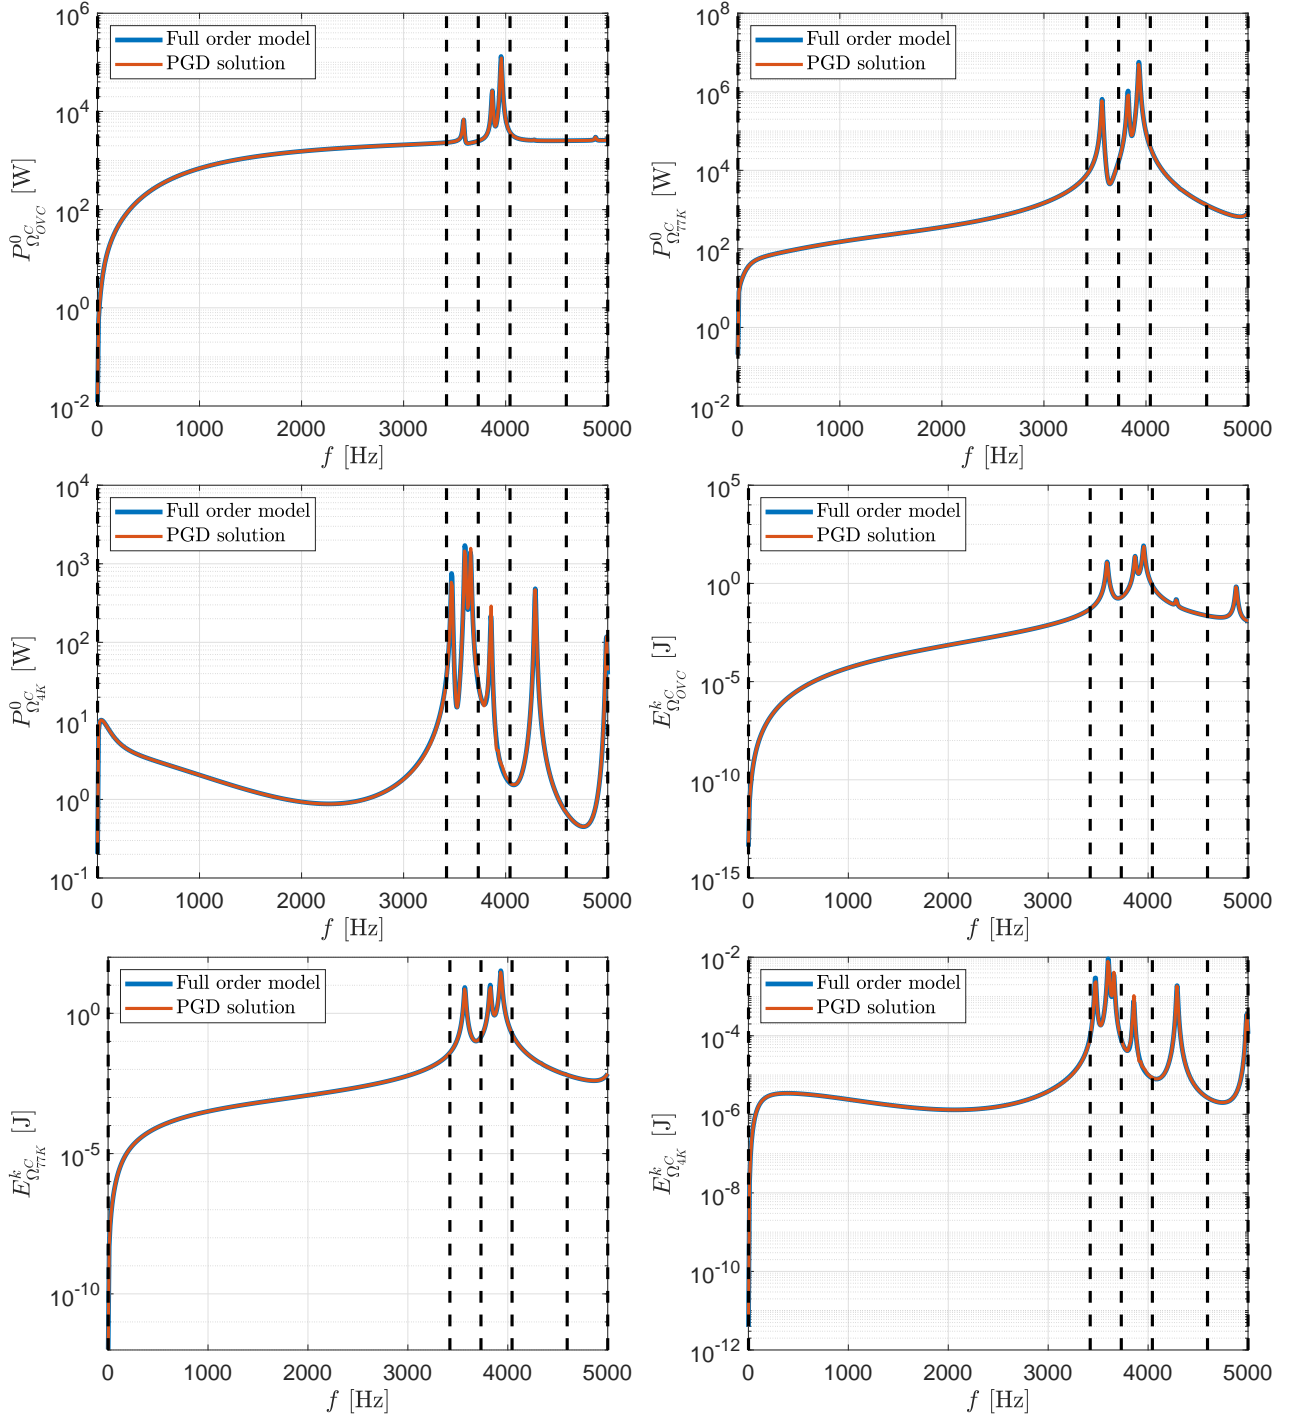 10^6
10^4
10^2
10^0
10^-2
P^0_{Ω^C_{OVC}} [W]
Full order model
PGD solution
0 1000 2000 3000 4000 5000
f [Hz]
10^8
10^6
10^4
10^2
10^0
10^-2
P^0_{Ω^C_{77K}} [W]
Full order model
PGD solution
0 1000 2000 3000 4000 5000
f [Hz]
10^4
10^3
10^2
10^1
10^0
10^-1
P^0_{Ω^C_{4K}} [W]
Full order model
PGD solution
0 1000 2000 3000 4000 5000
f [Hz]
10^5
10^0
10^-5
10^-10
10^-15
E^k_{Ω^C_{OVC}} [J]
Full order model
PGD solution
0 1000 2000 3000 4000 5000
f [Hz]
10^0
10^-5
10^-10
E^k_{Ω^C_{77K}} [J]
Full order model
PGD solution
0 1000 2000 3000 4000 5000
f [Hz]
10^-2
10^-4
10^-6
10^-8
10^-10
10^-12
E^k_{Ω^C_{4K}} [J]
Full order model
PGD solution
0 1000 2000 3000 4000 5000
f [Hz]